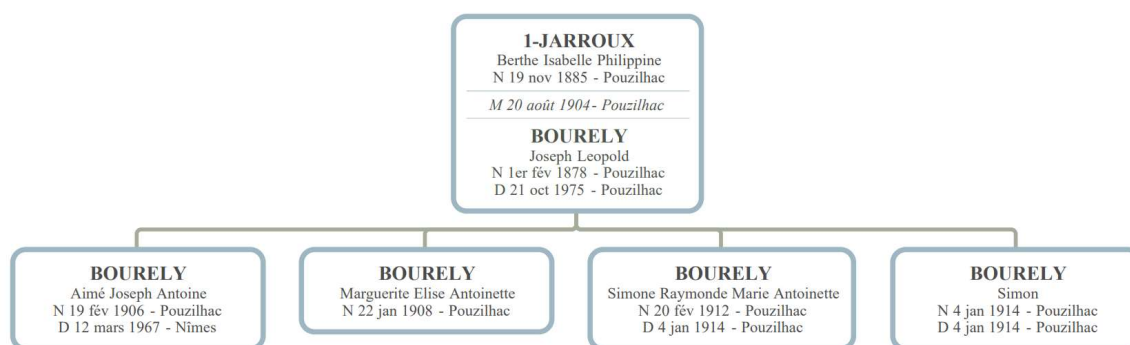 1-JARROUX
Berthe Isabelle Philippine
N 19 nov 1885 - Pouzilhac
M 20 août 1904- Pouzilhac
BOURELY
Joseph Leopold
N 1er fév 1878 - Pouzilhac
D 21 oct 1975 - Pouzilhac
BOURELY
Aimé Joseph Antoine
N 19 fév 1906 - Pouzilhac
D 12 mars 1967 - Nîmes
BOURELY
Marguerite Elise Antoinette
N 22 jan 1908 - Pouzilhac
BOURELY
Simone Raymonde Marie Antoinette
N 20 fév 1912 - Pouzilhac
D 4 jan 1914 - Pouzilhac
BOURELY
Simon
N 4 jan 1914 - Pouzilhac
D 4 jan 1914 - Pouzilhac